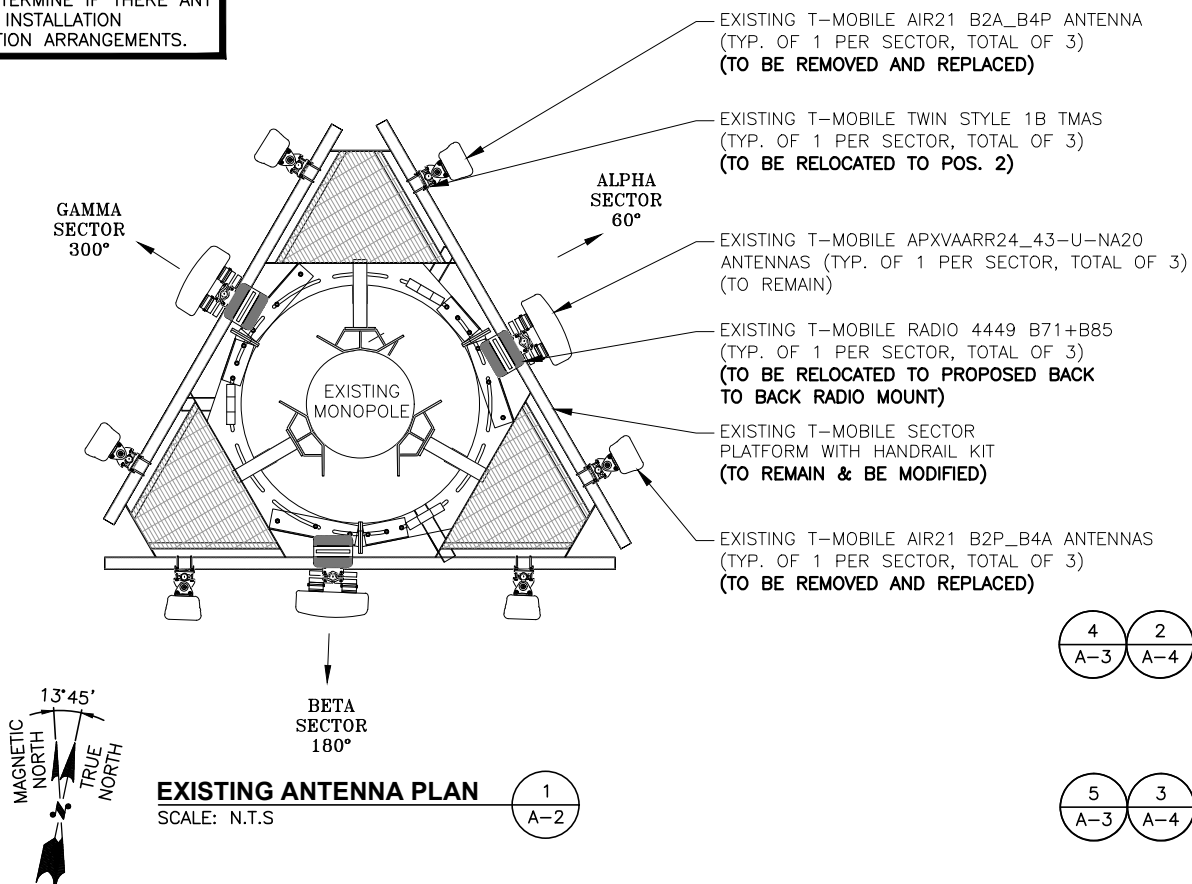 TERMINE IF THERE ANY
INSTALLATION
TION ARRANGEMENTS.
EXISTING T-MOBILE AIR21 B2A_B4P ANTENNA
(TYP. OF 1 PER SECTOR, TOTAL OF 3)
(TO BE REMOVED AND REPLACED)
EXISTING T-MOBILE TWIN STYLE 1B TMAS
(TYP. OF 1 PER SECTOR, TOTAL OF 3)
(TO BE RELOCATED TO POS. 2)
ALPHA
SECTOR
60°
GAMMA
SECTOR
300°
EXISTING T-MOBILE APXVAARR24_43-U-NA20
ANTENNAS (TYP. OF 1 PER SECTOR, TOTAL OF 3)
(TO REMAIN)
EXISTING T-MOBILE RADIO 4449 B71+B85
(TYP. OF 1 PER SECTOR, TOTAL OF 3)
(TO BE RELOCATED TO PROPOSED BACK
TO BACK RADIO MOUNT)
EXISTING
MONOPOLE
EXISTING T-MOBILE SECTOR
PLATFORM WITH HANDRAIL KIT
(TO REMAIN & BE MODIFIED)
EXISTING T-MOBILE AIR21 B2P_B4A ANTENNAS
(TYP. OF 1 PER SECTOR, TOTAL OF 3)
(TO BE REMOVED AND REPLACED)
4
A-3
2
A-4
BETA
SECTOR
180°
13°45'
MAGNETIC
NORTH
TRUE
NORTH
N
EXISTING ANTENNA PLAN
SCALE: N.T.S
1
A-2
5
A-3
3
A-4